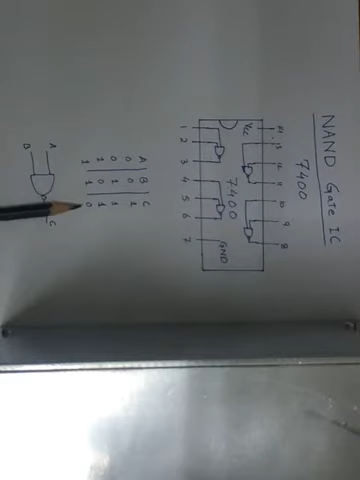 NAND Gate IC
7400
14 13 12 11 10 9 8
Vcc
7400
GND
1 2 3 4 5 6 7
A B C
0 0 1
0 1 1
1 0 1
1 1 0
A
B
C